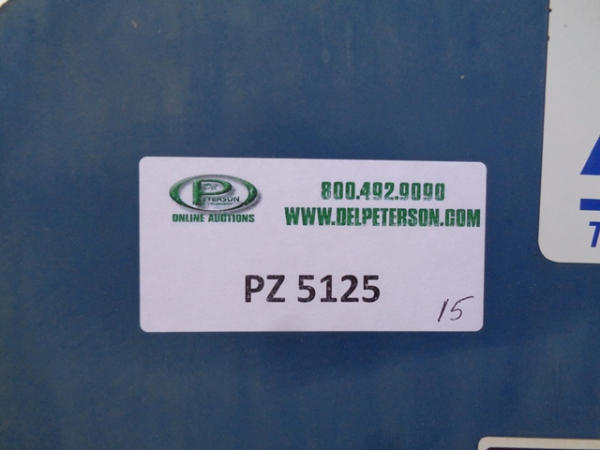 PETERSON
ONLINE AUCTIONS
800.492.9090
WWW.DELPETERSON.COM
PZ 5125
15